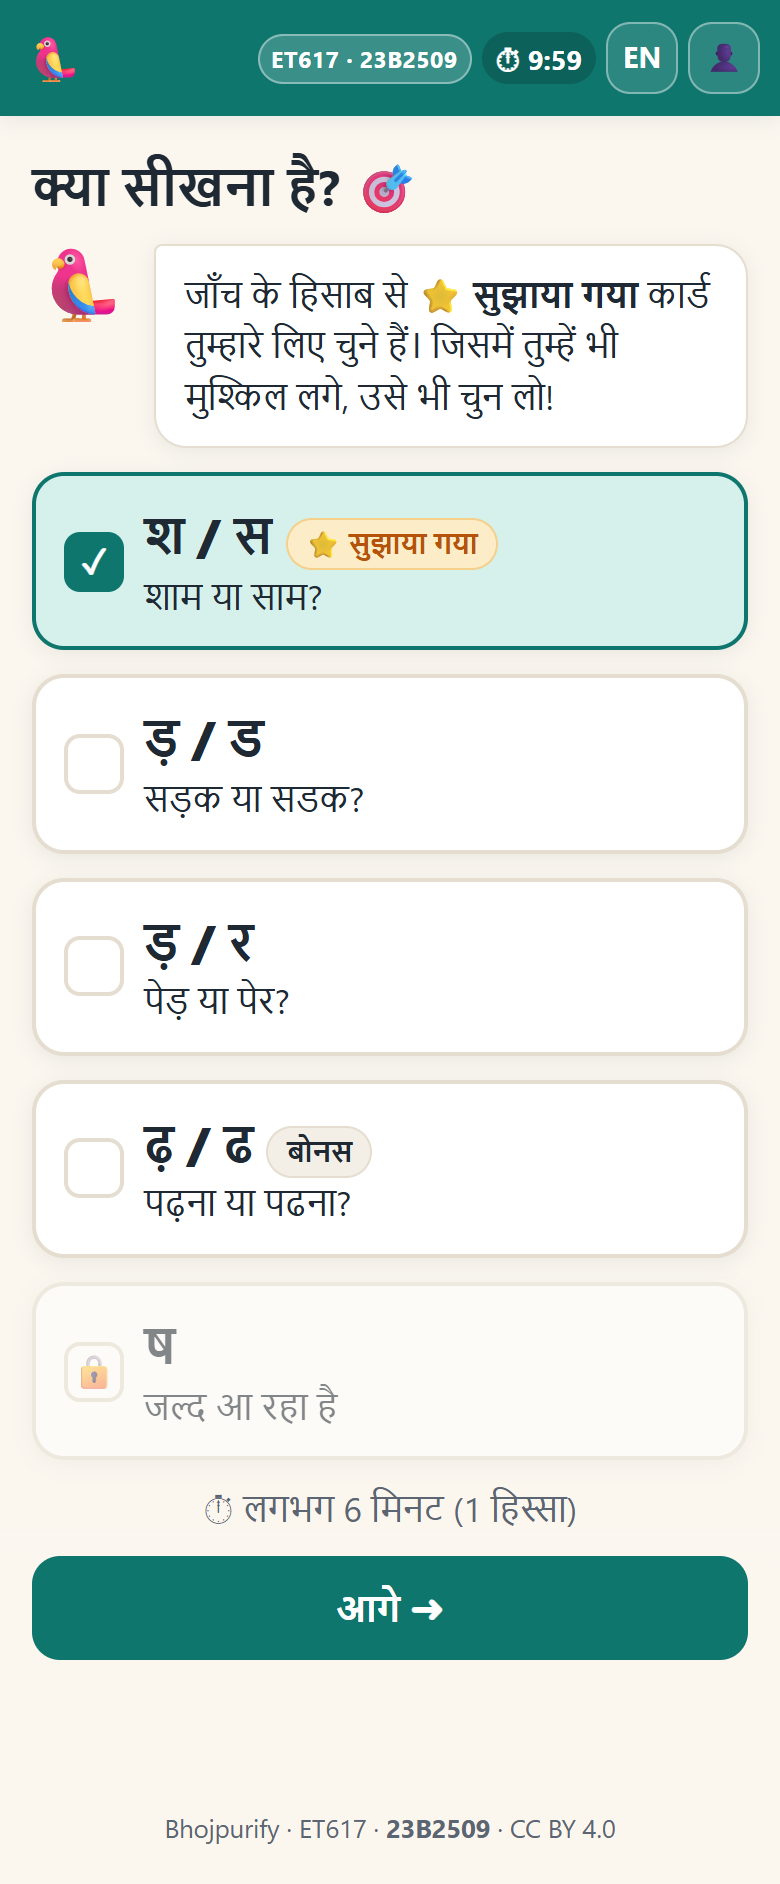 ET617 · 23B2509
9:59
EN
क्या सीखना है?
जाँच के हिसाब से ⭐ सुझाया गया कार्ड
तुम्हारे लिए चुने हैं। जिसमें तुम्हें भी
मुश्किल लगे, उसे भी चुन लो!
श / स ⭐ सुझाया गया
शाम या साम?
ड़ / ड
सड़क या सडक?
ड़ / र
पेड़ या पेर?
ढ़ / ढ बोनस
पढ़ना या पढना?
ष
जल्द आ रहा है
⏱ लगभग 6 मिनट (1 हिस्सा)
आगे ➜
Bhojpurify · ET617 · 23B2509 · CC BY 4.0